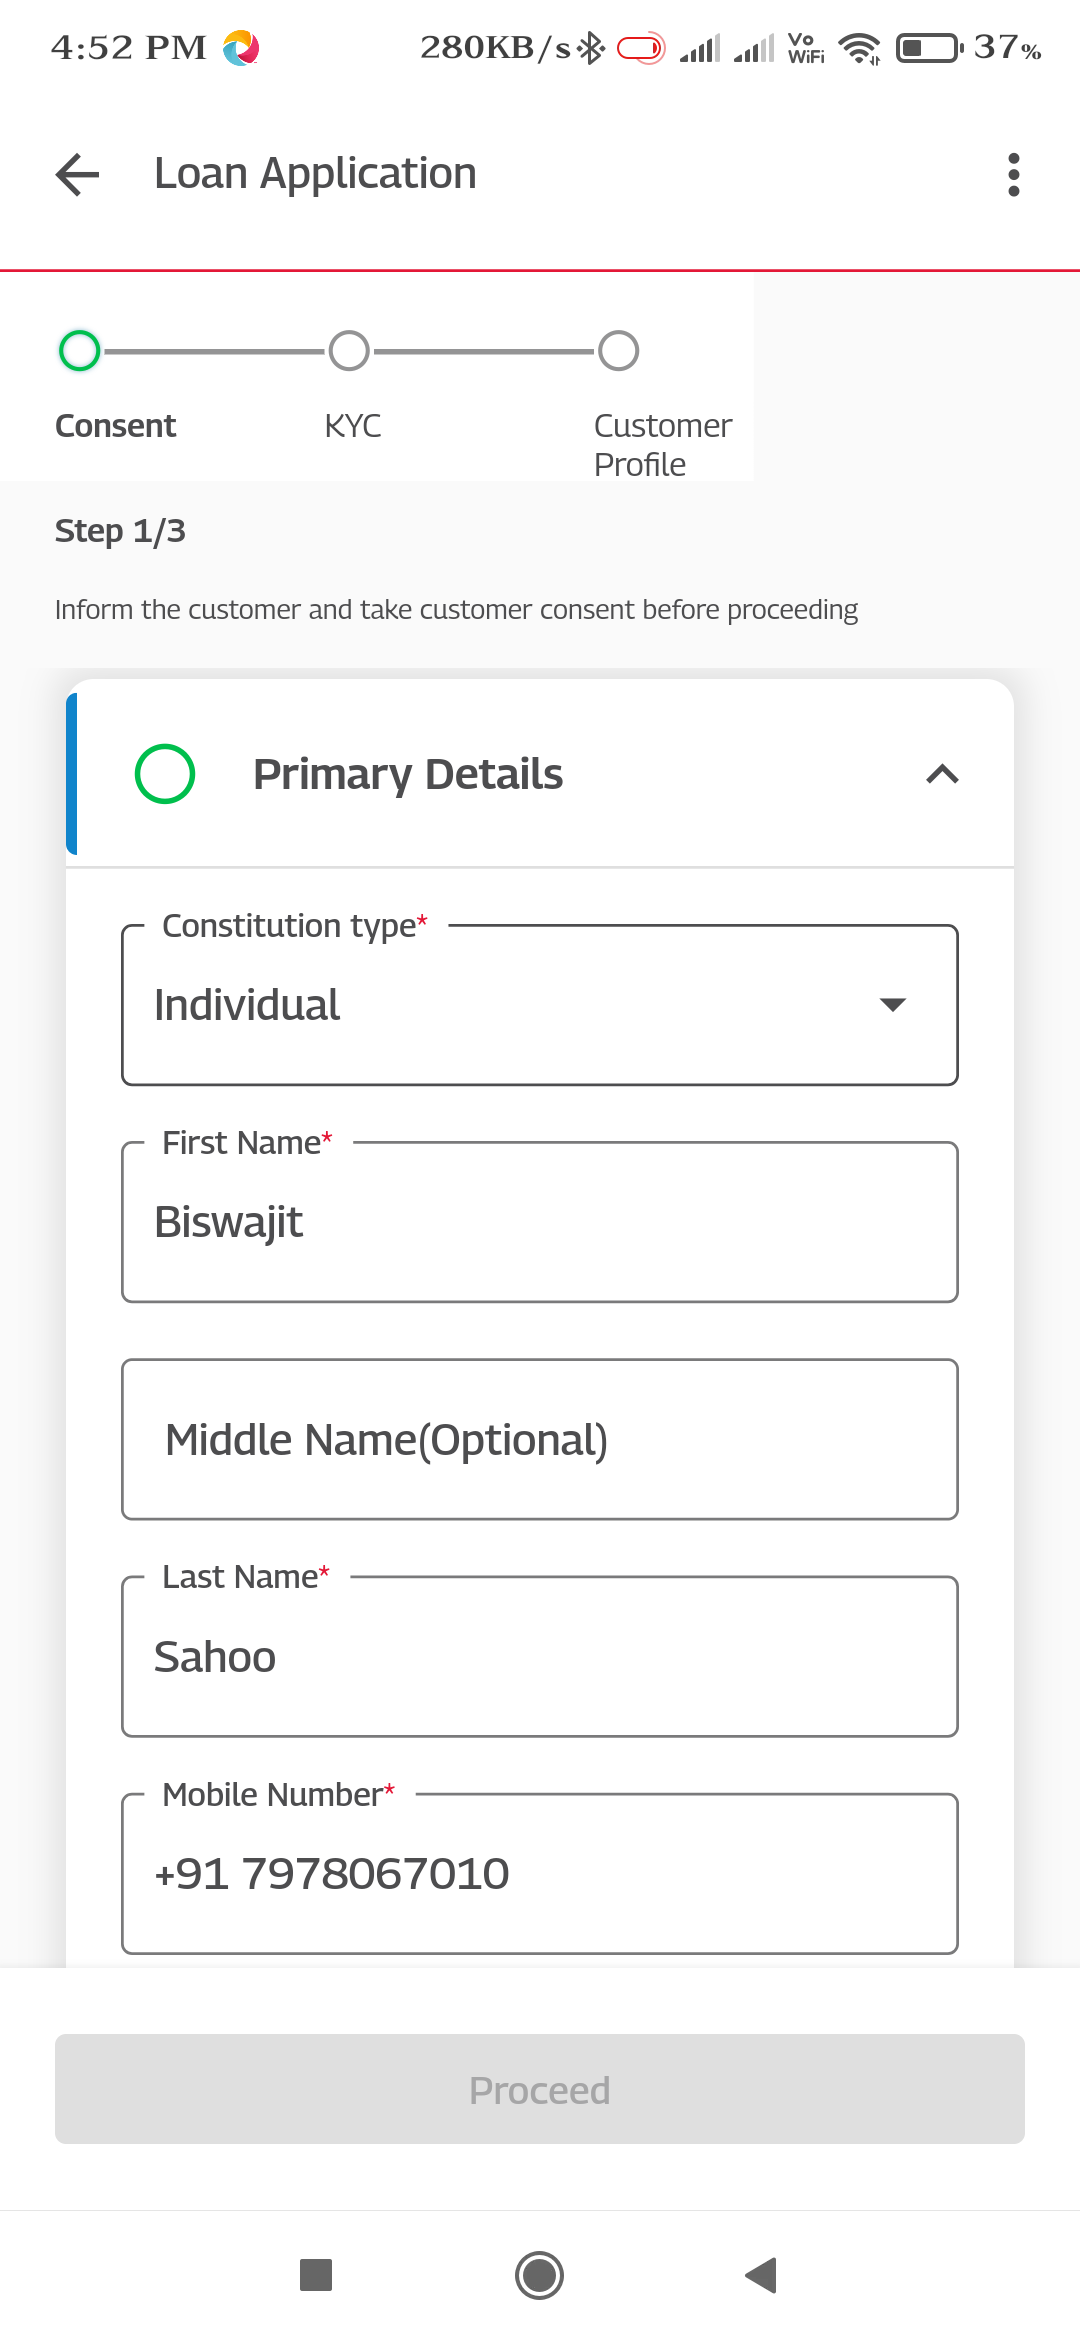 4:52 PM 280KB/s Vo WiFi 37%
Loan Application
Consent KYC Customer Profile
Step 1/3
Inform the customer and take customer consent before proceeding
Primary Details
Constitution type*
Individual
First Name*
Biswajit
Middle Name(Optional)
Last Name*
Sahoo
Mobile Number*
+91 7978067010
Proceed